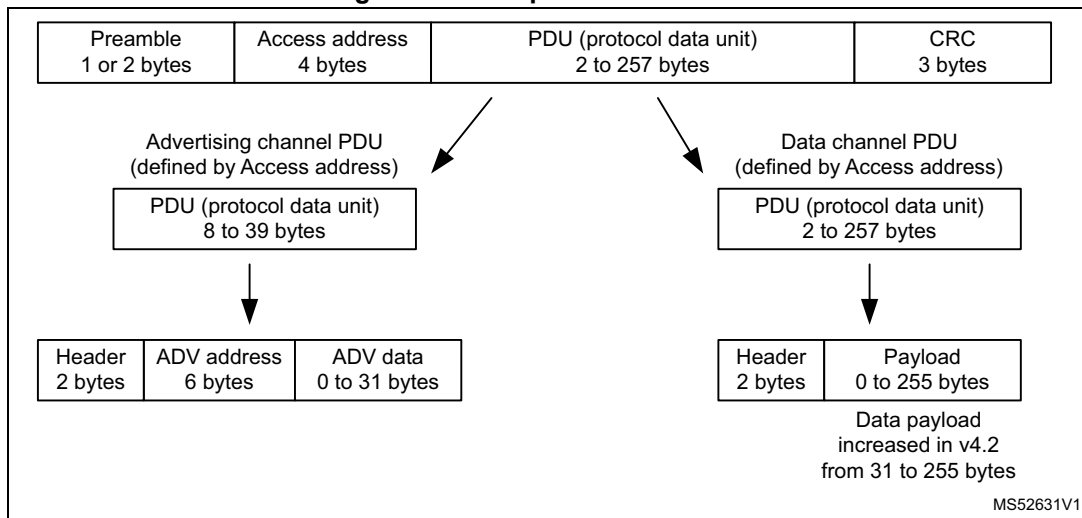 Preamble
1 or 2 bytes
Access address
4 bytes
PDU (protocol data unit)
2 to 257 bytes
CRC
3 bytes
Advertising channel PDU
(defined by Access address)
PDU (protocol data unit)
8 to 39 bytes
Header
2 bytes
ADV address
6 bytes
ADV data
0 to 31 bytes
Data channel PDU
(defined by Access address)
PDU (protocol data unit)
2 to 257 bytes
Header
2 bytes
Payload
0 to 255 bytes
Data payload
increased in v4.2
from 31 to 255 bytes
MS52631V1